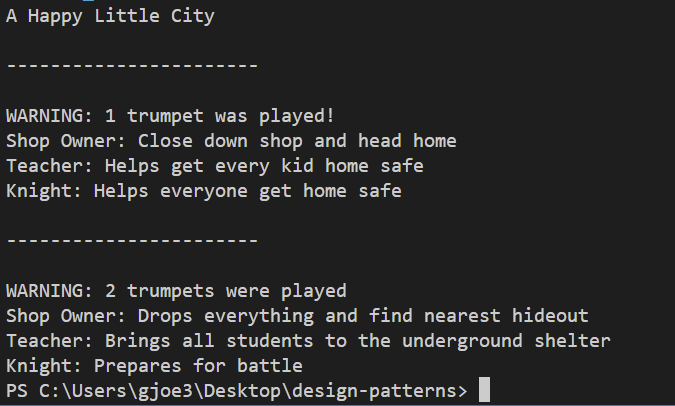 A Happy Little City
-----------------------
WARNING: 1 trumpet was played!
Shop Owner: Close down shop and head home
Teacher: Helps get every kid home safe
Knight: Helps everyone get home safe
-----------------------
WARNING: 2 trumpets were played
Shop Owner: Drops everything and find nearest hideout
Teacher: Brings all students to the underground shelter
Knight: Prepares for battle
PS C:\Users\gjoe3\Desktop\design-patterns>